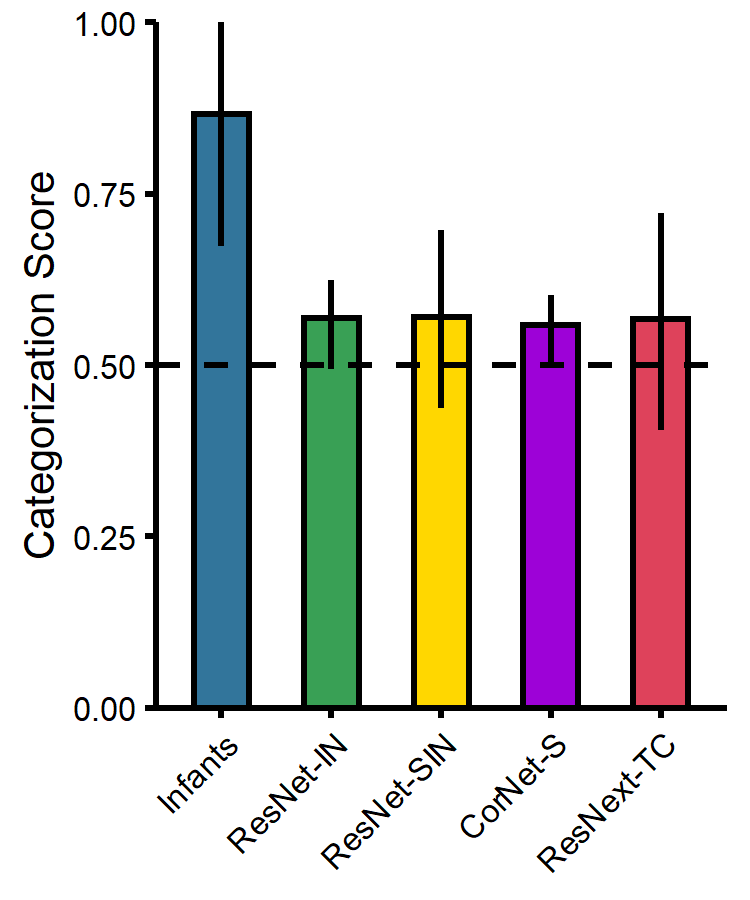 Categorization Score
1.00
0.75
0.50
0.25
0.00
Infants
ResNet-IN
ResNet-SIN
CorNet-S
ResNext-TC